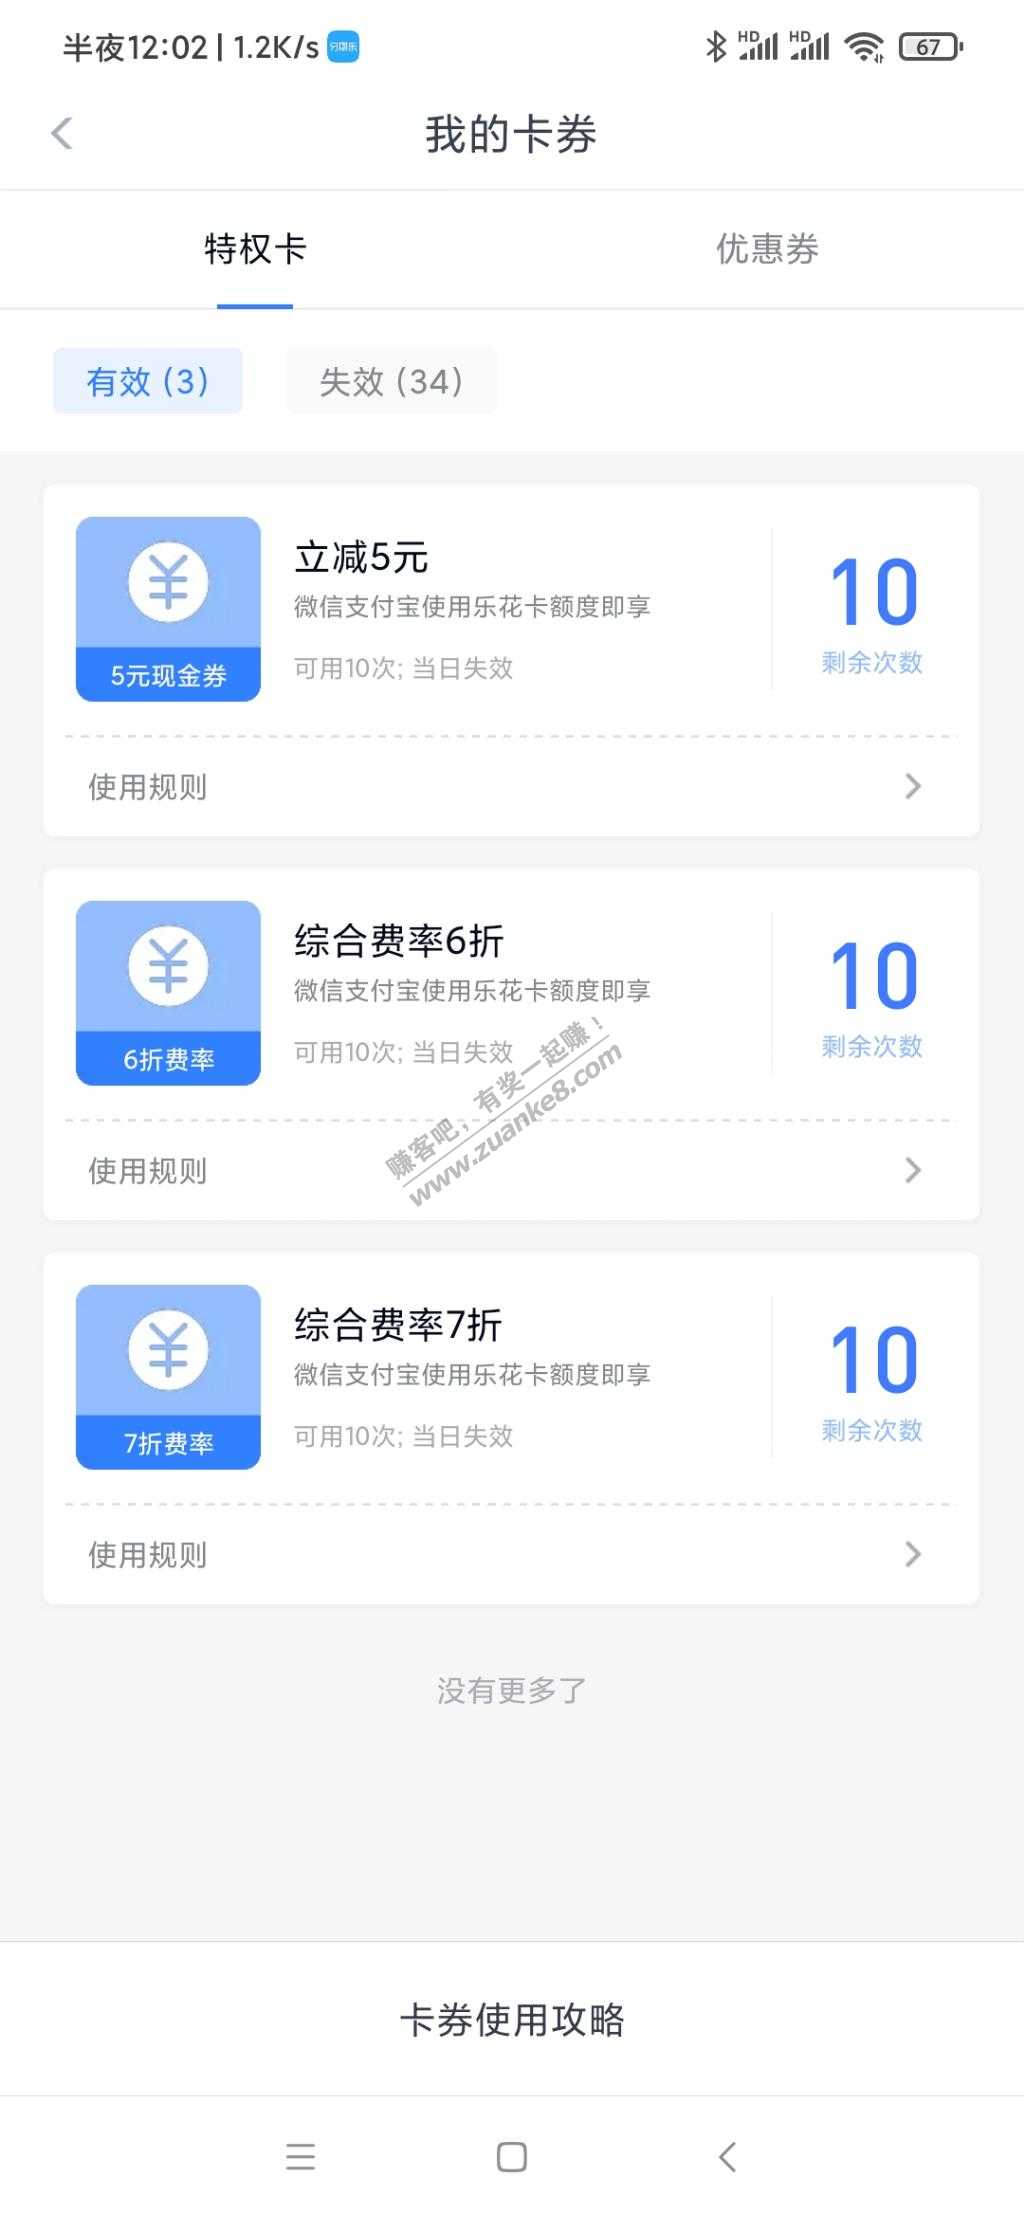 半夜12:02 | 1.2K/s
HD HD 67
我的卡券
特权卡 优惠券
有效 (3) 失效 (34)
立减5元
微信支付宝使用乐花卡额度即享
可用10次; 当日失效
5元现金券
10
剩余次数
使用规则
综合费率6折
微信支付宝使用乐花卡额度即享
可用10次; 当日失效
6折费率
10
剩余次数
使用规则
赚客吧，有奖一起赚！
www.zuanke8.com
综合费率7折
微信支付宝使用乐花卡额度即享
可用10次; 当日失效
7折费率
10
剩余次数
使用规则
没有更多了
卡券使用攻略